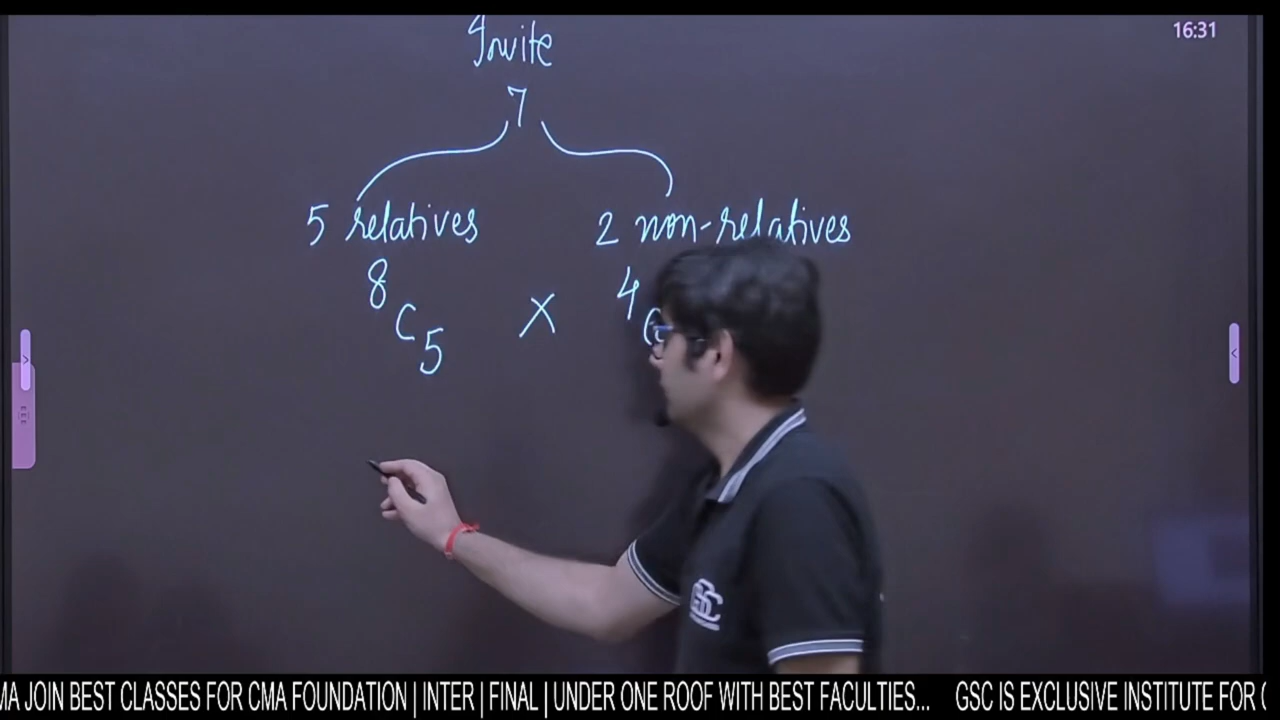 16:31
Invite
7
5 relatives 2 non-relatives
8 C 5 X 4 C
GSC
MA JOIN BEST CLASSES FOR CMA FOUNDATION | INTER | FINAL | UNDER ONE ROOF WITH BEST FACULTIES... GSC IS EXCLUSIVE INSTITUTE FOR C